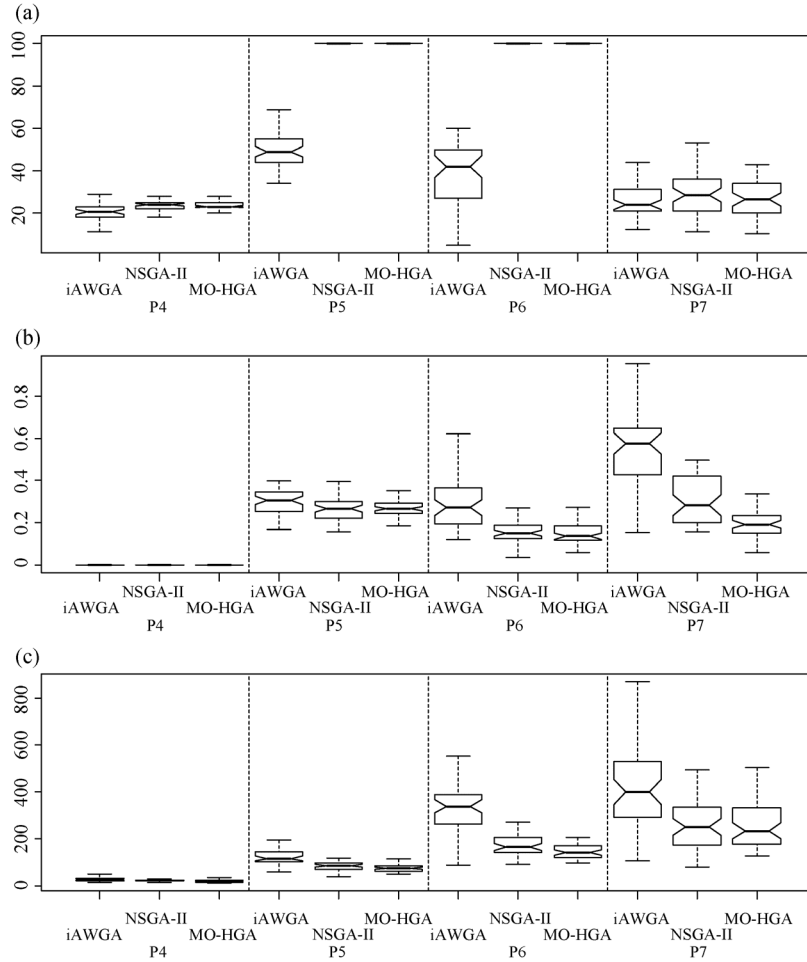 (a)
100
80
60
40
20
NSGA-II
iAWGA MO-HGA iAWGA MO-HGA iAWGA MO-HGA iAWGA MO-HGA
NSGA-II NSGA-II NSGA-II
P4 P5 P6 P7
(b)
0.8
0.6
0.4
0.2
0
NSGA-II
iAWGA MO-HGA iAWGA MO-HGA iAWGA MO-HGA iAWGA MO-HGA
NSGA-II NSGA-II NSGA-II
P4 P5 P6 P7
(c)
800
600
400
200
0
NSGA-II
iAWGA MO-HGA iAWGA MO-HGA iAWGA MO-HGA iAWGA MO-HGA
NSGA-II NSGA-II NSGA-II
P4 P5 P6 P7